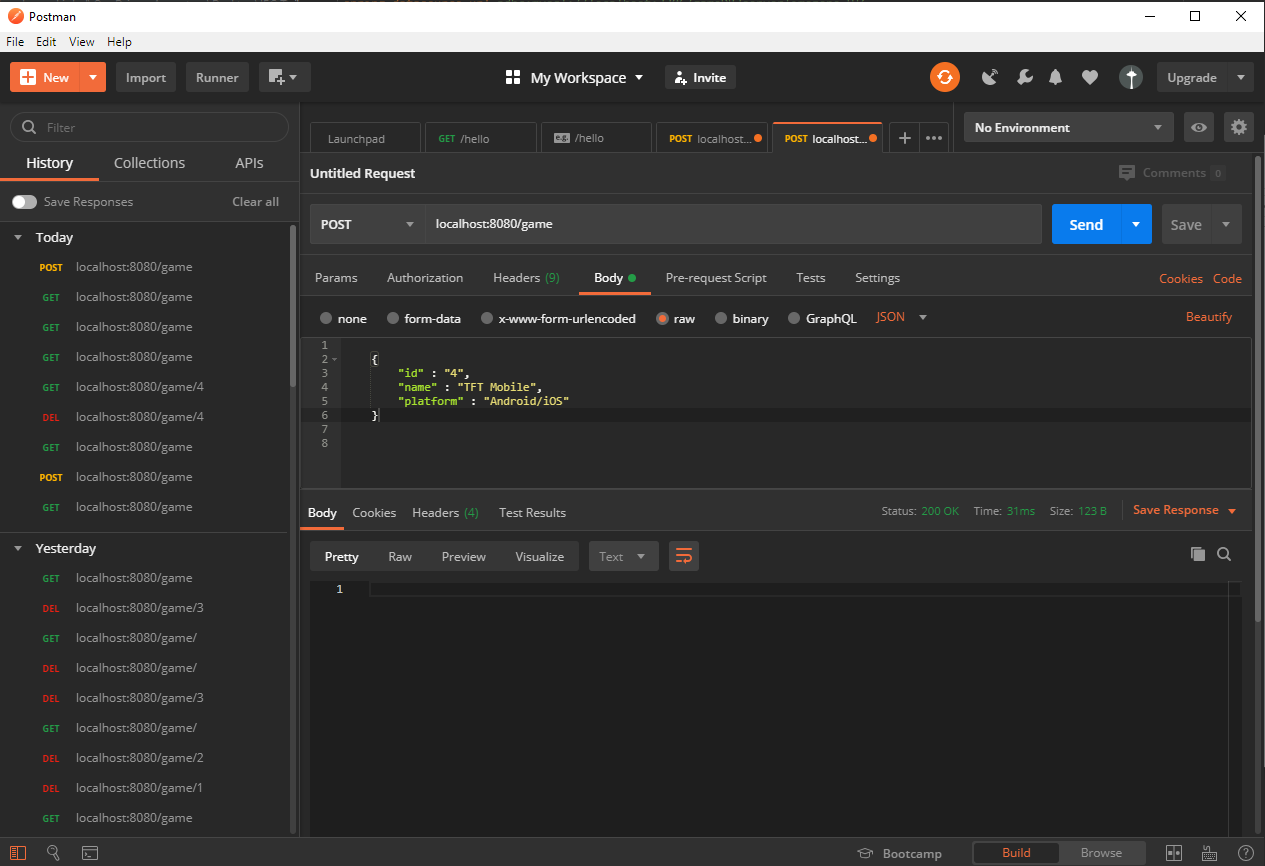 Postman
File Edit View Help
New Import Runner My Workspace Invite Upgrade
Filter
History Collections APIs
Save Responses Clear all
Today
POST localhost:8080/game
GET localhost:8080/game
GET localhost:8080/game
GET localhost:8080/game
GET localhost:8080/game/4
DEL localhost:8080/game/4
GET localhost:8080/game
POST localhost:8080/game
GET localhost:8080/game
Yesterday
GET localhost:8080/game
DEL localhost:8080/game/3
GET localhost:8080/game/
DEL localhost:8080/game/
DEL localhost:8080/game/3
GET localhost:8080/game/
DEL localhost:8080/game/2
DEL localhost:8080/game/1
GET localhost:8080/game
Launchpad GET /hello e.g. /hello POST localhost... POST localhost... No Environment
Untitled Request Comments 0
POST localhost:8080/game Send Save
Params Authorization Headers (9) Body Pre-request Script Tests Settings Cookies Code
none form-data x-www-form-urlencoded raw binary GraphQL JSON Beautify
1
2 {
3 "id" : "4",
4 "name" : "TFT Mobile",
5 "platform" : "Android/iOS"
6 }
7
8
Body Cookies Headers (4) Test Results Status: 200 OK Time: 31ms Size: 123 B Save Response
Pretty Raw Preview Visualize Text
1
Bootcamp Build Browse